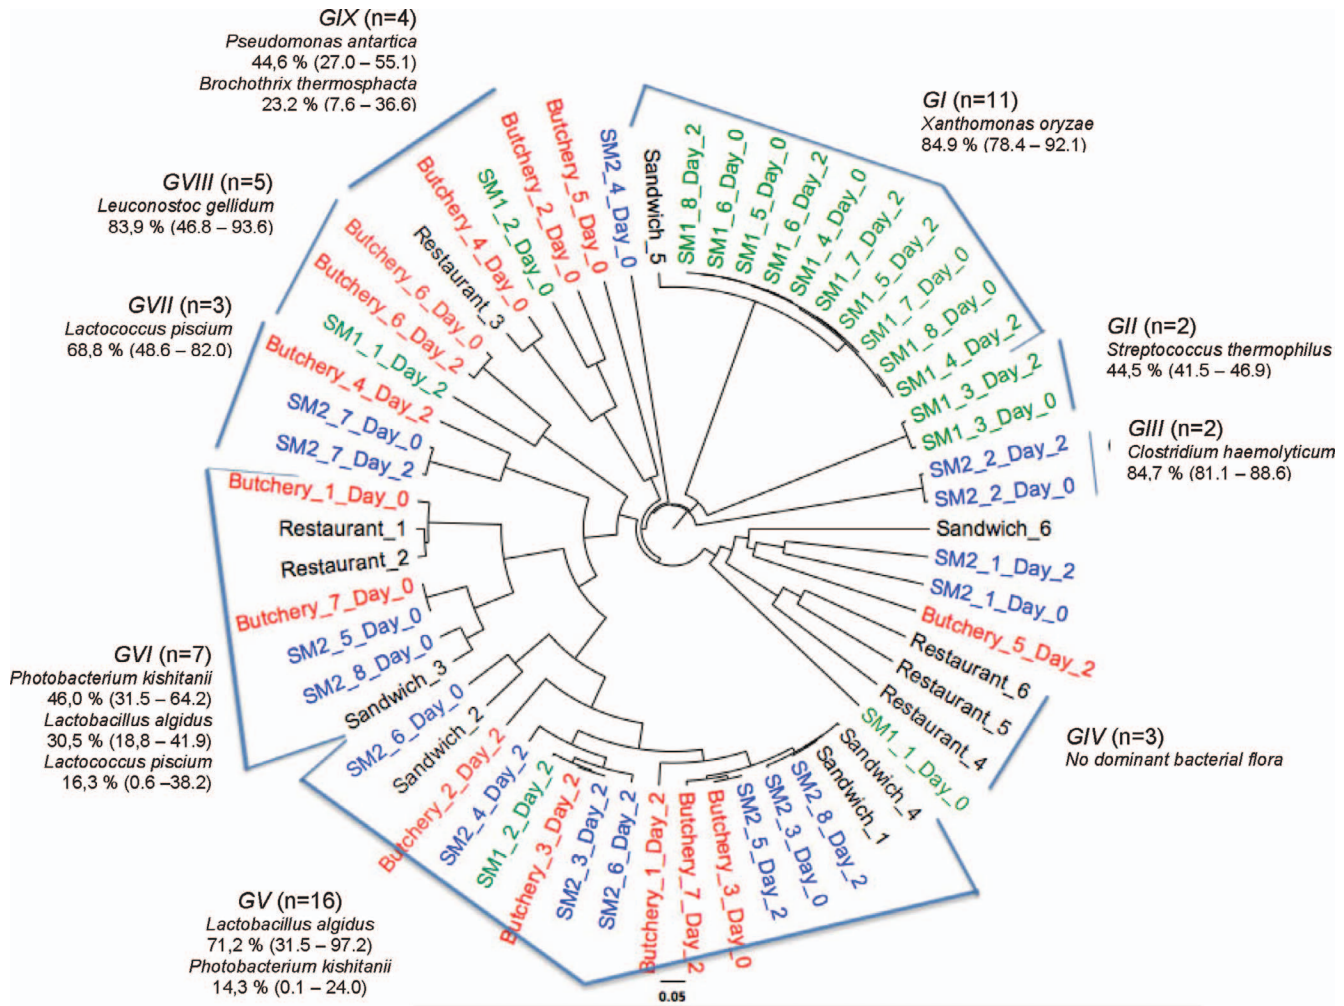 GIX (n=4)
Pseudomonas antartica
44,6 % (27.0 – 55.1)
Brochothrix thermosphacta
23.2 % (7.6 – 36.6)
GI (n=11)
Xanthomonas oryzae
84.9 % (78.4 – 92.1)
GVIII (n=5)
Leuconostoc gellidum
83,9 % (46.8 – 93.6)
GVII (n=3)
Lactococcus piscium
68,8 % (48.6 – 82.0)
GII (n=2)
Streptococcus thermophilus
44,5 % (41.5 – 46.9)
GIII (n=2)
Clostridium haemolyticum
84,7 % (81.1 – 88.6)
GIV (n=3)
No dominant bacterial flora
GVI (n=7)
Photobacterium kishitanii
46,0 % (31.5 – 64.2)
Lactobacillus algidus
30,5 % (18,8 – 41.9)
Lactococcus piscium
16,3 % (0.6 –38.2)
GV (n=16)
Lactobacillus algidus
71,2 % (31.5 – 97.2)
Photobacterium kishitanii
14,3 % (0.1 – 24.0)
Sandwich_5
SM1_8_Day_2
SM1_6_Day_0
SM1_5_Day_0
SM1_6_Day_2
SM1_4_Day_0
SM1_7_Day_2
SM1_5_Day_2
SM1_7_Day_0
SM1_8_Day_0
SM1_4_Day_2
SM1_3_Day_2
SM1_3_Day_0
SM2_2_Day_2
SM2_2_Day_0
Sandwich_6
SM2_1_Day_2
SM2_1_Day_0
Butchery_5_Day_2
Restaurant_6
Restaurant_5
Restaurant_4
SM1_1_Day_0
Sandwich_4
Sandwich_1
SM2_8_Day_2
SM2_3_Day_0
SM2_5_Day_2
Butchery_3_Day_0
Butchery_7_Day_2
Butchery_1_Day_2
SM2_6_Day_2
SM2_3_Day_2
Butchery_3_Day_2
SM1_2_Day_2
SM2_4_Day_2
Butchery_2_Day_2
Sandwich_2
SM2_6_Day_0
Sandwich_3
SM2_8_Day_0
SM2_5_Day_0
Butchery_7_Day_0
Restaurant_2
Restaurant_1
Butchery_1_Day_0
SM2_7_Day_2
SM2_7_Day_0
Butchery_4_Day_2
SM1_1_Day_2
Butchery_6_Day_2
Butchery_6_Day_0
Restaurant_3
Butchery_4_Day_0
SM1_2_Day_0
Butchery_2_Day_0
Butchery_5_Day_0
SM2_4_Day_0
0.05